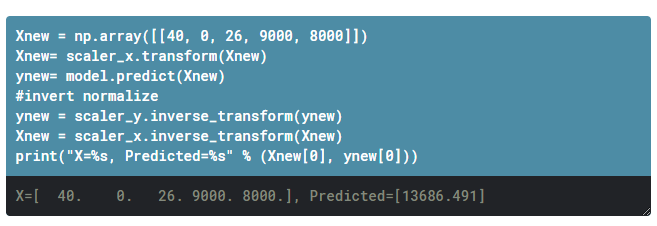 Xnew = np.array([[40, 0, 26, 9000, 8000]])
Xnew= scaler_x.transform(Xnew)
ynew= model.predict(Xnew)
#invert normalize
ynew = scaler_y.inverse_transform(ynew)
Xnew = scaler_x.inverse_transform(Xnew)
print("X=%s, Predicted=%s" % (Xnew[0], ynew[0]))
X=[  40.    0.   26. 9000. 8000.], Predicted=[13686.491]